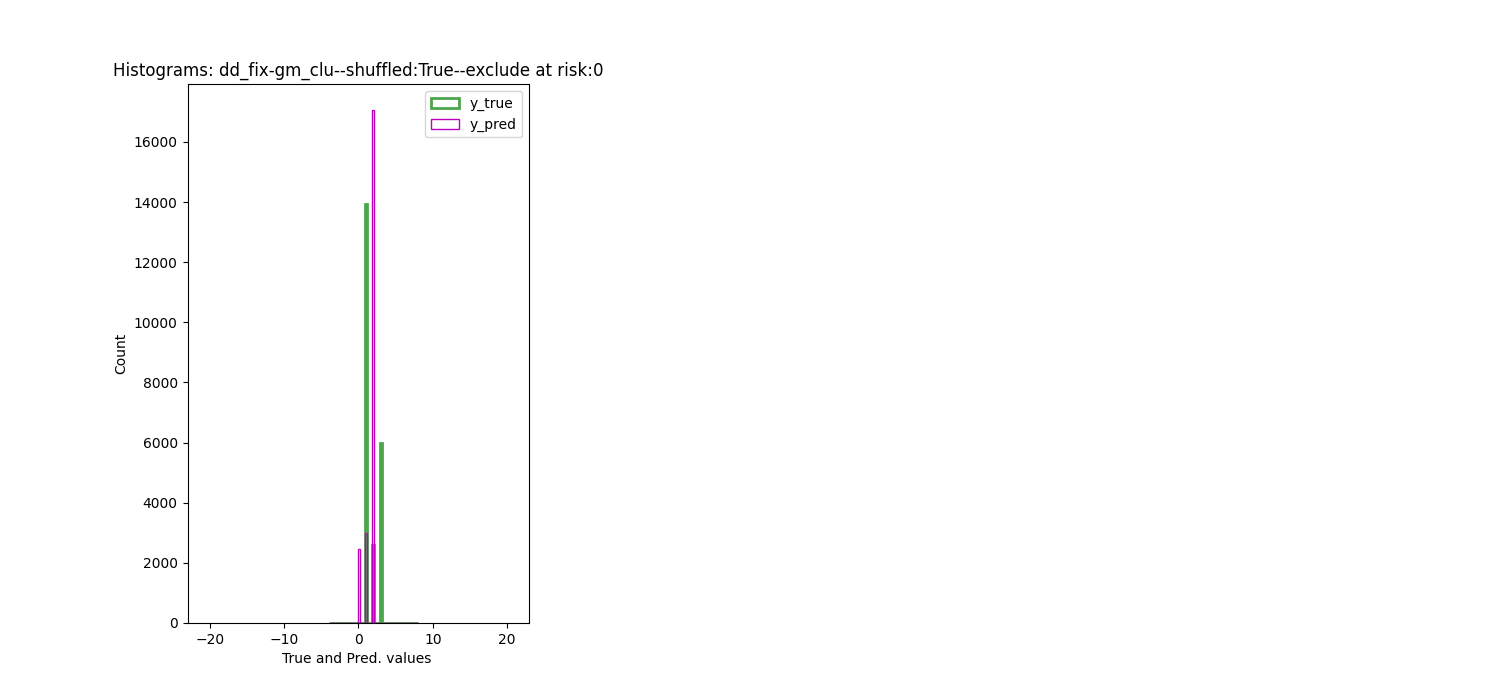 Histograms: dd_fix-gm_clu--shuffled:True--exclude at risk:0
y_true
y_pred
16000
14000
12000
10000
8000
6000
4000
2000
0
Count
−20 −10 0 10 20
True and Pred. values